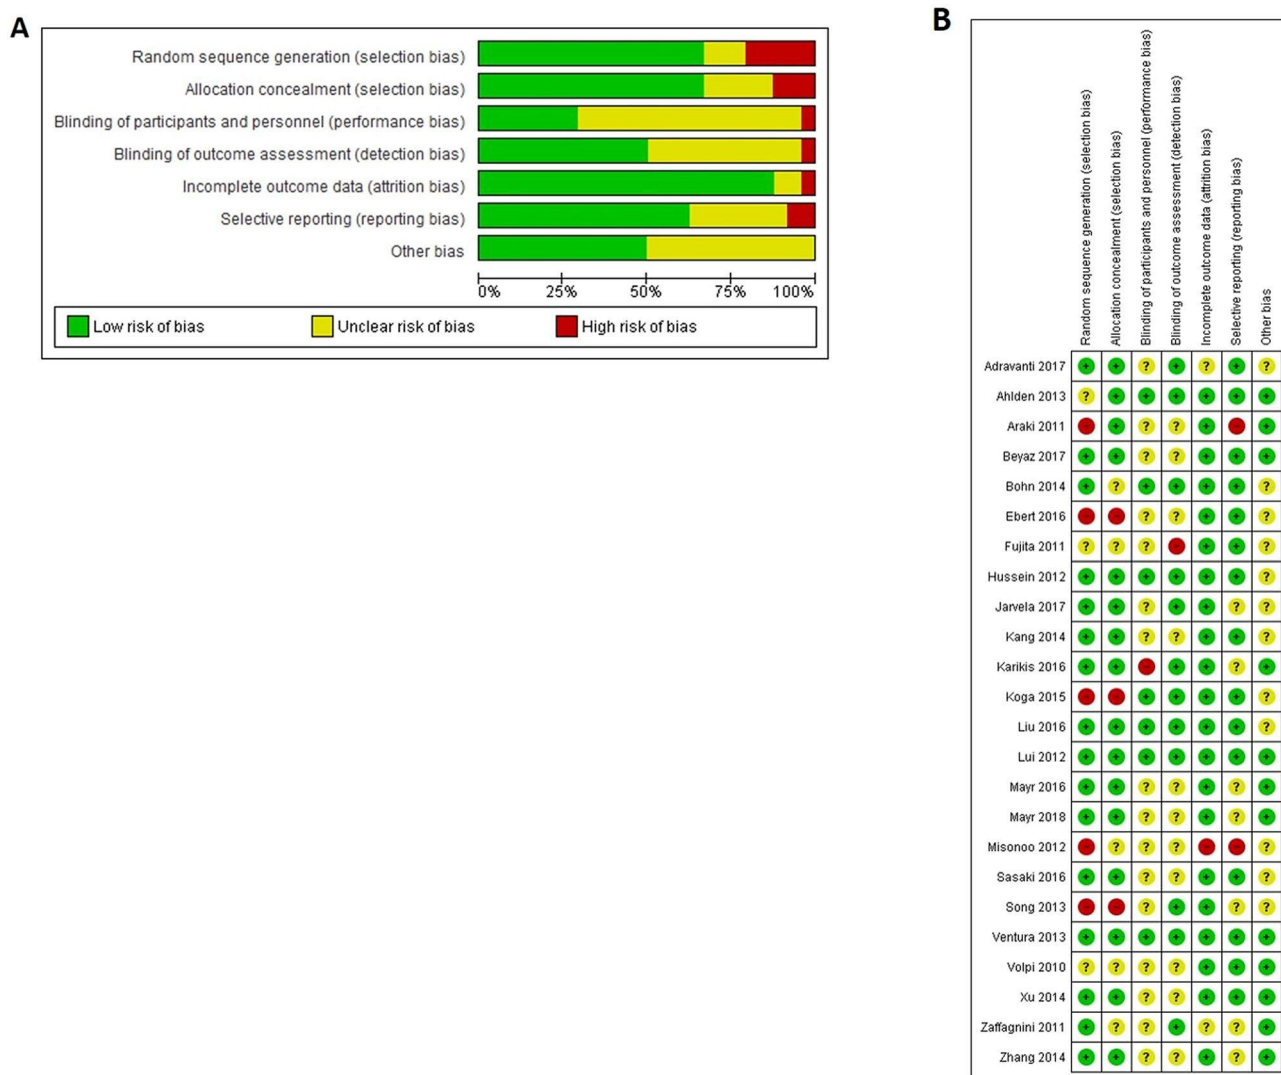 A
Random sequence generation (selection bias)
Allocation concealment (selection bias)
Blinding of participants and personnel (performance bias)
Blinding of outcome assessment (detection bias)
Incomplete outcome data (attrition bias)
Selective reporting (reporting bias)
Other bias
0% 25% 50% 75% 100%
Low risk of bias Unclear risk of bias High risk of bias
B
Random sequence generation (selection bias)
Allocation concealment (selection bias)
Blinding of participants and personnel (performance bias)
Blinding of outcome assessment (detection bias)
Incomplete outcome data (attrition bias)
Selective reporting (reporting bias)
Other bias
Adravanti 2017 + + ? + ? + ?
Ahlden 2013 ? + + + + + +
Araki 2011 - + ? ? + - +
Beyaz 2017 + + ? ? + + +
Bohn 2014 + ? + + + + ?
Ebert 2016 - - ? ? + + ?
Fujita 2011 ? ? ? - + + ?
Hussein 2012 + + + + + + ?
Jarvela 2017 + + ? + + ? ?
Kang 2014 + + ? ? + + ?
Karikis 2016 + + - + + ? +
Koga 2015 - - + + + + ?
Liu 2016 + + + + + + ?
Lui 2012 + + + + + + +
Mayr 2016 + + ? ? + ? +
Mayr 2018 + + ? ? + ? +
Misonoo 2012 - ? ? ? - - ?
Sasaki 2016 + + ? ? + + ?
Song 2013 - - ? + + ? ?
Ventura 2013 + + + + + + +
Volpi 2010 ? ? ? ? + + +
Xu 2014 + + ? ? + + +
Zaffagnini 2011 + ? ? + ? ? +
Zhang 2014 + + ? ? + ? +